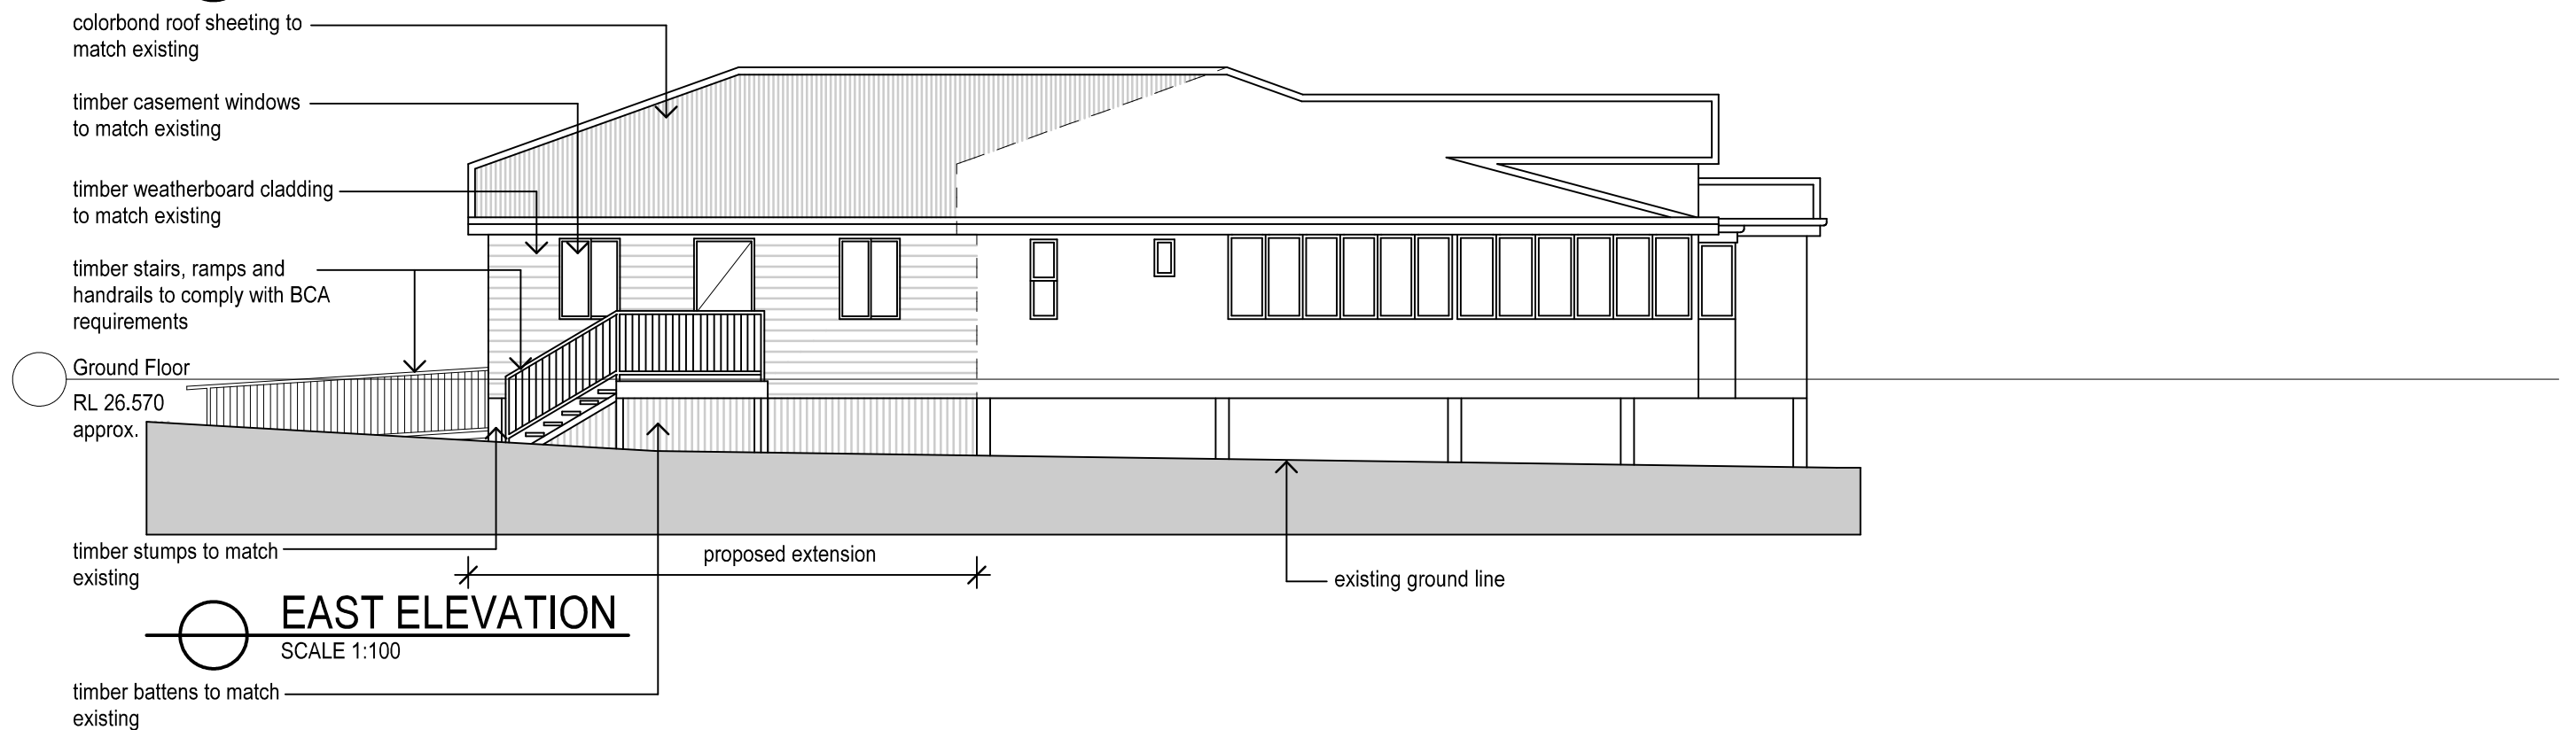 colorbond roof sheeting to
match existing
timber casement windows
to match existing
timber weatherboard cladding
to match existing
timber stairs, ramps and
handrails to comply with BCA
requirements
Ground Floor
RL 26.570
approx.
timber stumps to match
existing
proposed extension
existing ground line
EAST ELEVATION
SCALE 1:100
timber battens to match
existing